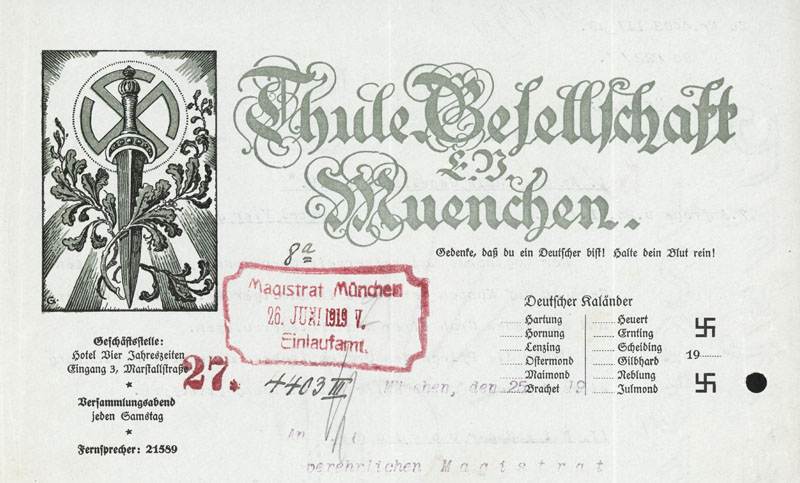 Thule-Gesellschaft
E.V.
Muenchen.
Gedenke, daß du ein Deutscher bist! Halte dein Blut rein!
8a
Magistrat München
26. JUNI 1919 V.
Einlaufamt.
27.
4403 III
G.
Geschäftsstelle:
Hotel Vier Jahreszeiten
Eingang 3, Marstallstraße
Versammlungsabend
jeden Samstag
Fernsprecher: 21589
Deutscher Kaländer
Hartung
Hornung
Lenzing
Ostermond
Maimond
Brachet
Heuert
Ernting
Scheiding
Gilbhard
Neblung
Julmond
19
München, den 25 19
An
verehrlichen Magistrat